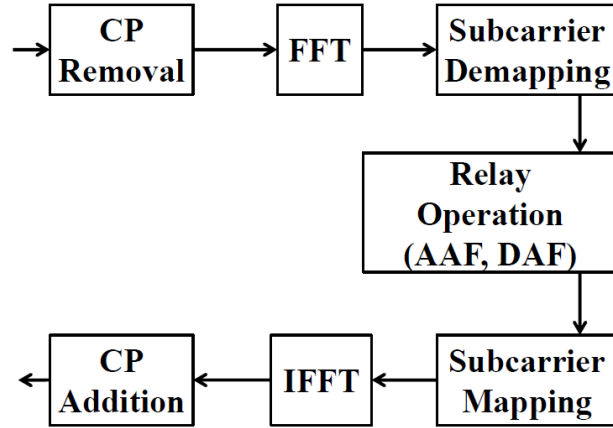 CP
Removal
FFT
Subcarrier
Demapping
Relay
Operation
(AAF, DAF)
CP
Addition
IFFT
Subcarrier
Mapping